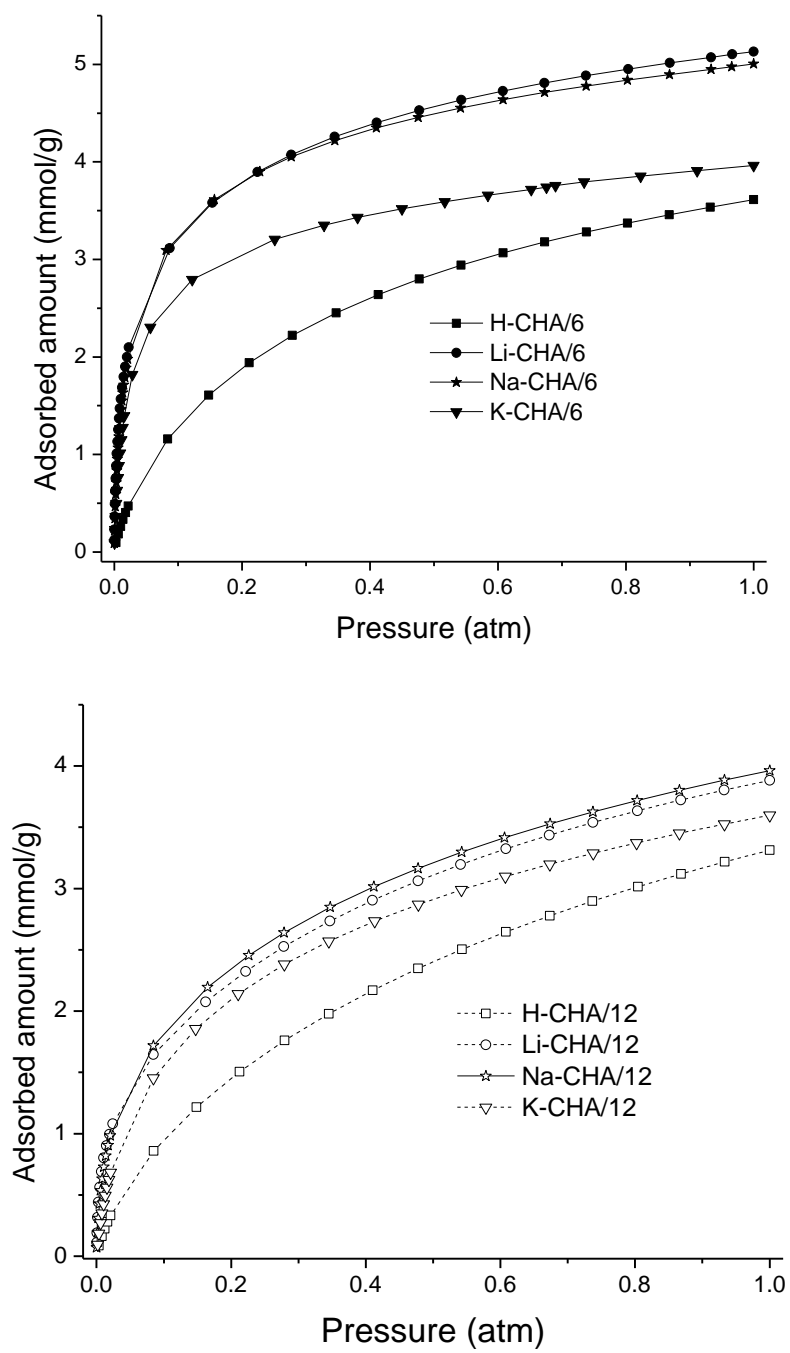 5
4
3
2
1
0
Adsorbed amount (mmol/g)
H-CHA/6
Li-CHA/6
Na-CHA/6
K-CHA/6
0.0 0.2 0.4 0.6 0.8 1.0
Pressure (atm)
4
3
2
1
0
Adsorbed amount (mmol/g)
H-CHA/12
Li-CHA/12
Na-CHA/12
K-CHA/12
0.0 0.2 0.4 0.6 0.8 1.0
Pressure (atm)